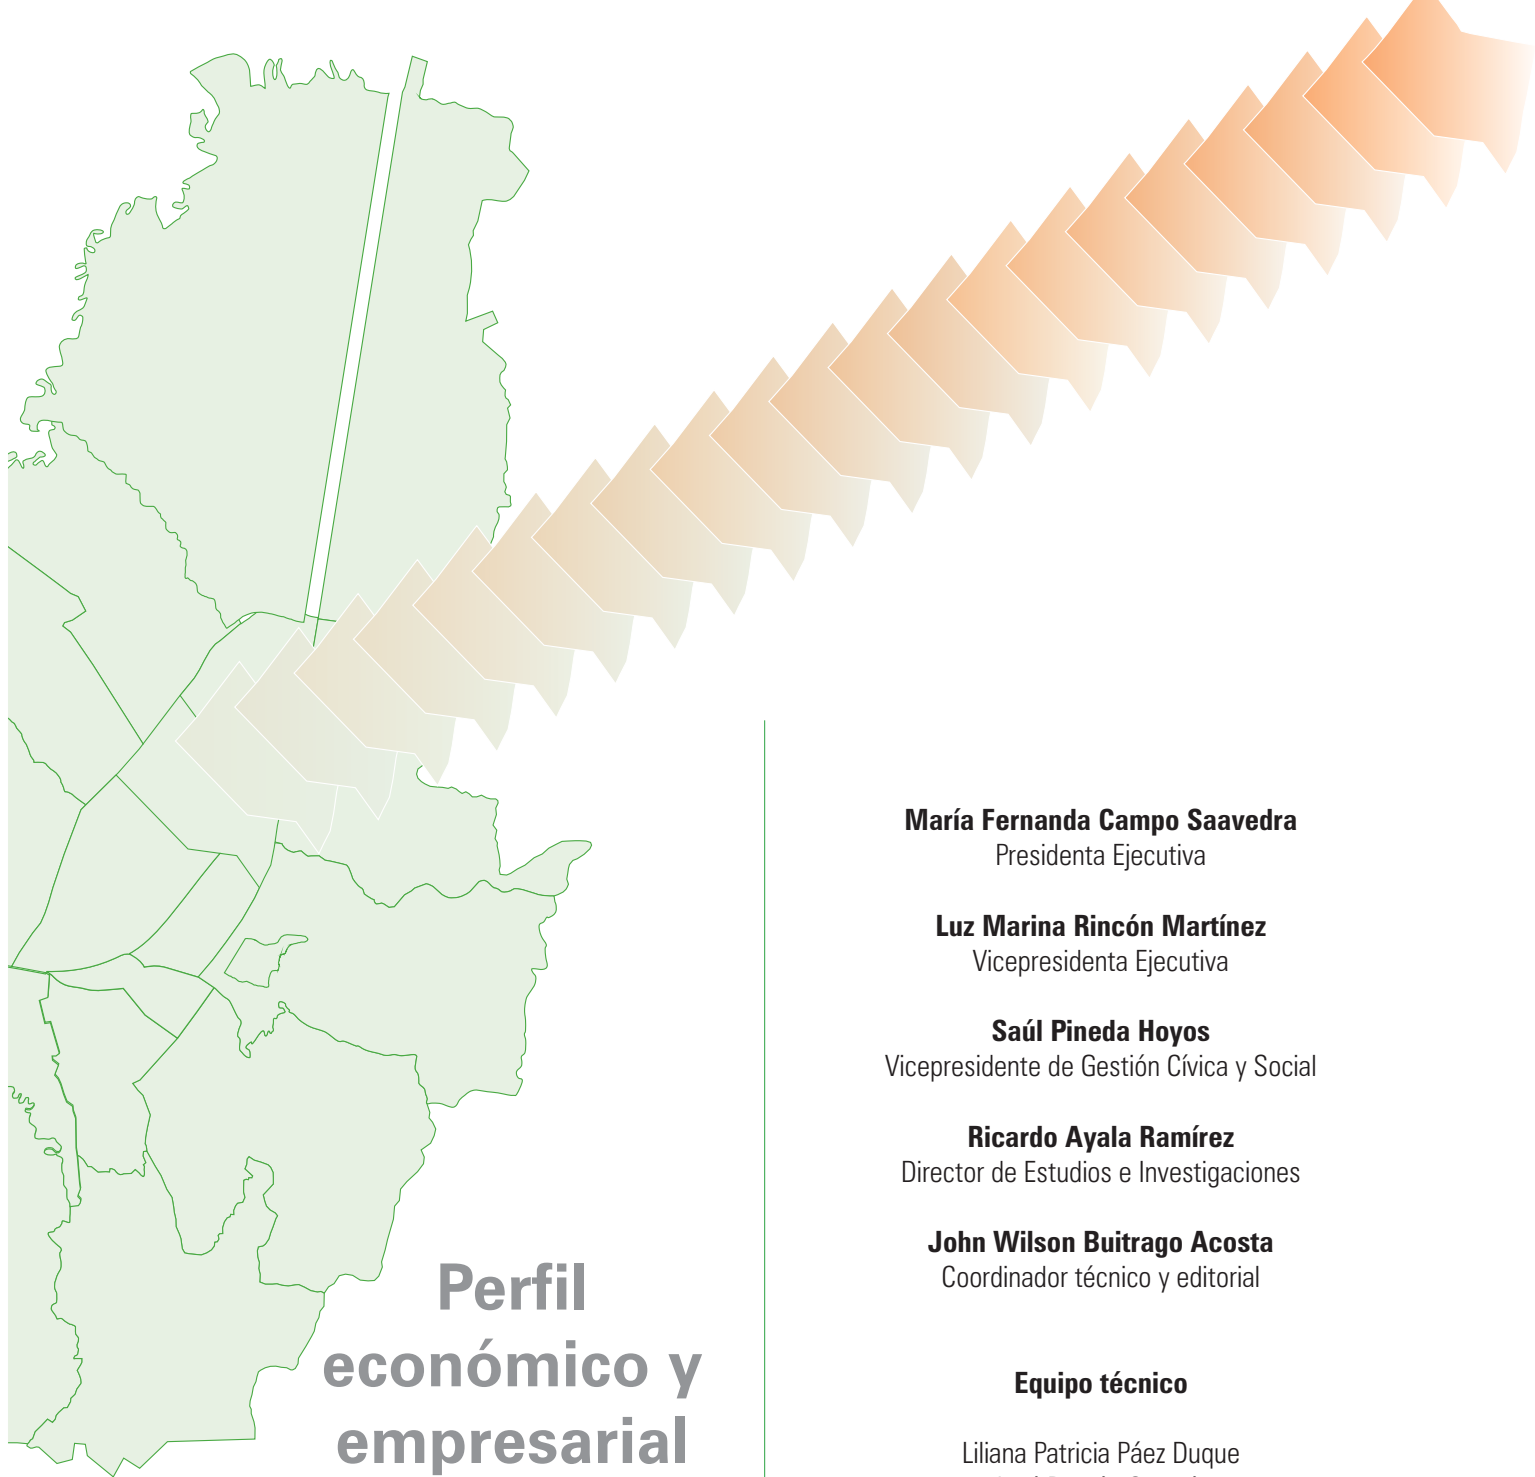 Perfil
económico y
empresarial
María Fernanda Campo Saavedra
Presidenta Ejecutiva
Luz Marina Rincón Martínez
Vicepresidenta Ejecutiva
Saúl Pineda Hoyos
Vicepresidente de Gestión Cívica y Social
Ricardo Ayala Ramírez
Director de Estudios e Investigaciones
John Wilson Buitrago Acosta
Coordinador técnico y editorial
Equipo técnico
Liliana Patricia Páez Duque